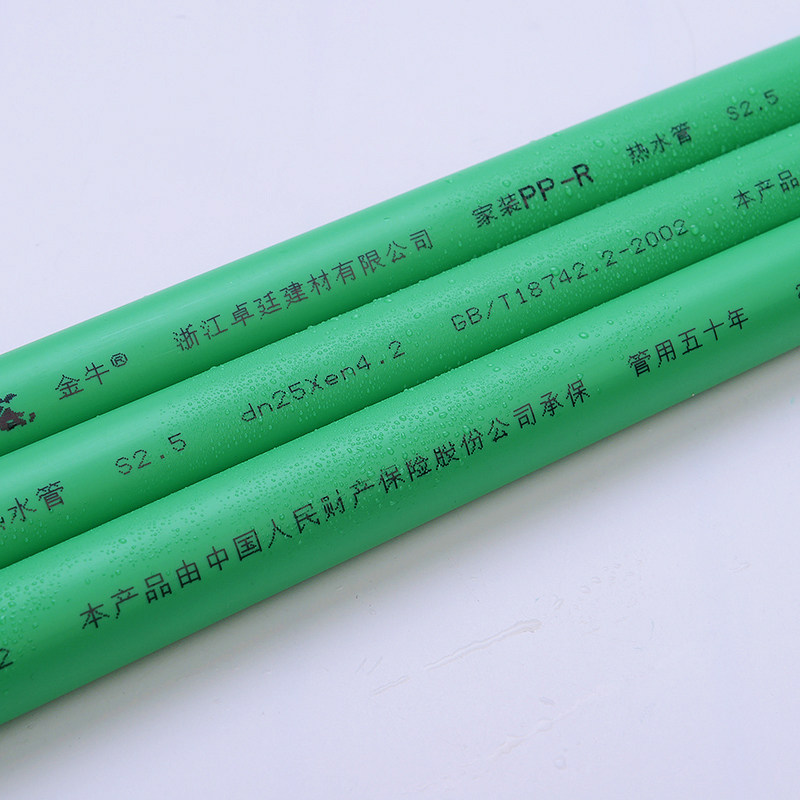 金牛® 浙江卓廷建材有限公司 家装PP-R 热水管 S2.5
热水管 S2.5 dn25Xen4.2 GB/T18742.2-2002 本产品
2 本产品由中国人民财产保险股份公司承保 管用五十年